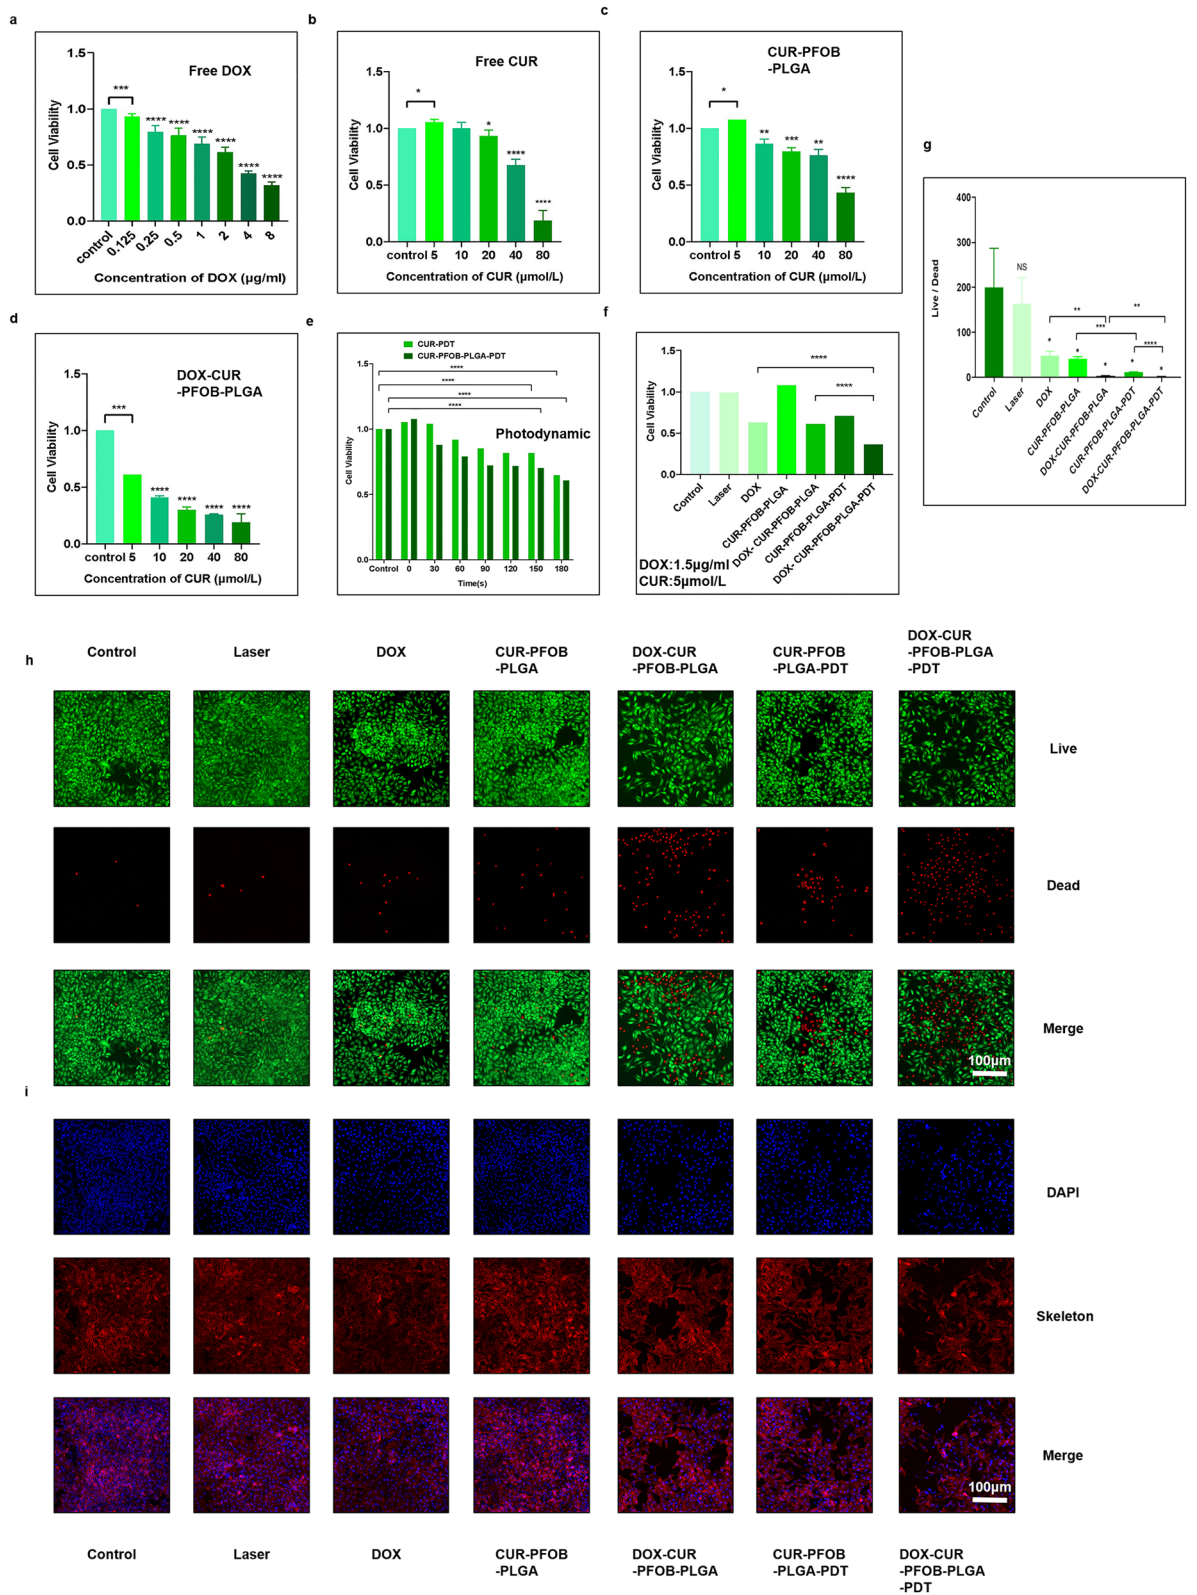 a
Free DOX
1.5
1.0
0.5
0.0
Cell Viability
***
****
****
****
****
****
****
control
0.125
0.25
0.5
1
2
4
8
Concentration of DOX (μg/ml)
b
Free CUR
1.5
1.0
0.5
0.0
Cell Viability
*
*
****
****
control 5 10 20 40 80
Concentration of CUR (μmol/L)
c
CUR-PFOB
-PLGA
1.5
1.0
0.5
0.0
Cell Viability
*
**
***
**
****
control 5 10 20 40 80
Concentration of CUR (μmol/L)
d
DOX-CUR
-PFOB-PLGA
1.5
1.0
0.5
0.0
Cell Viability
***
****
****
****
****
control 5 10 20 40 80
Concentration of CUR (μmol/L)
e
CUR-PDT
CUR-PFOB-PLGA-PDT
1.5
1.0
0.5
0.0
Cell Viability
****
****
****
****
Photodynamic
Control 0 30 60 90 120 150 180
Time(s)
f
1.5
1.0
0.5
0.0
Cell Viability
****
****
Control
Laser
DOX
CUR-PFOB-PLGA
DOX- CUR-PFOB-PLGA
CUR-PFOB-PLGA-PDT
DOX- CUR-PFOB-PLGA-PDT
DOX:1.5μg/ml
CUR:5μmol/L
g
400
300
200
100
0
Live / Dead
NS
**
**
***
****
*
*
*
*
*
Control
Laser
DOX
CUR-PFOB-PLGA
DOX-CUR-PFOB-PLGA
CUR-PFOB-PLGA-PDT
DOX-CUR-PFOB-PLGA-PDT
h
Control
Laser
DOX
CUR-PFOB
-PLGA
DOX-CUR
-PFOB-PLGA
CUR-PFOB
-PLGA-PDT
DOX-CUR
-PFOB-PLGA
-PDT
Live
Dead
Merge
100μm
i
DAPI
Skeleton
Merge
100μm
Control
Laser
DOX
CUR-PFOB
-PLGA
DOX-CUR
-PFOB-PLGA
CUR-PFOB
-PLGA-PDT
DOX-CUR
-PFOB-PLGA
-PDT